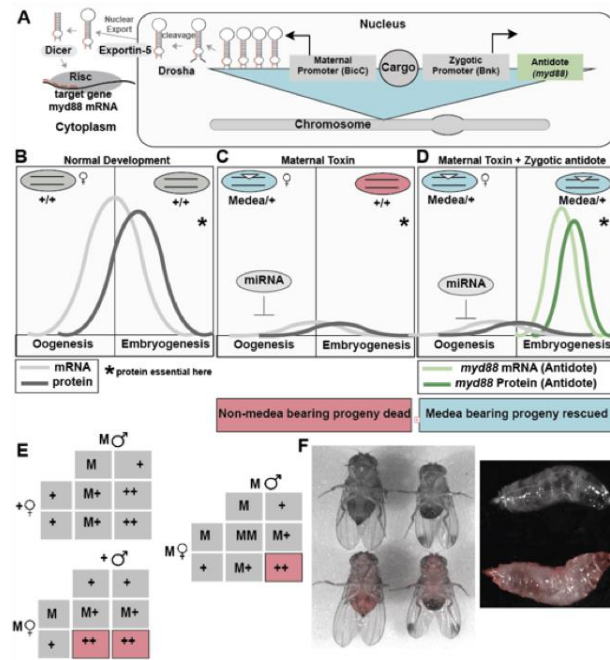 A
Nuclear
Export
Exportin-5
cleavage
Drosha
Dicer
Risc
target gene
myd88 mRNA
Cytoplasm
Nucleus
Maternal
Promoter (BicC)
Cargo
Zygotic
Promoter (Bnk)
Antidote
(myd88)
Chromosome
B
Normal Development
♀
+/+
+/+
*
Oogenesis
Embryogenesis
C
Maternal Toxin
♀
Medea/+
+/+
*
miRNA
Oogenesis
Embryogenesis
D
Maternal Toxin + Zygotic antidote
♀
Medea/+
Medea/+
*
miRNA
Oogenesis
Embryogenesis
mRNA
protein
* protein essential here
myd88 mRNA (Antidote)
myd88 Protein (Antidote)
Non-medea bearing progeny dead
Medea bearing progeny rescued
E
M♂
M +
+♀
+ M+ ++
+ M+ ++
+♂
+ +
M♀
M M+ M+
+ ++ ++
M♂
M +
M♀
M MM M+
+ M+ ++
F